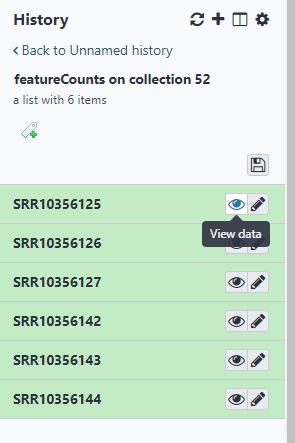 History
Back to Unnamed history
featureCounts on collection 52
a list with 6 items
SRR10356125
View data
SRR10356126
SRR10356127
SRR10356142
SRR10356143
SRR10356144